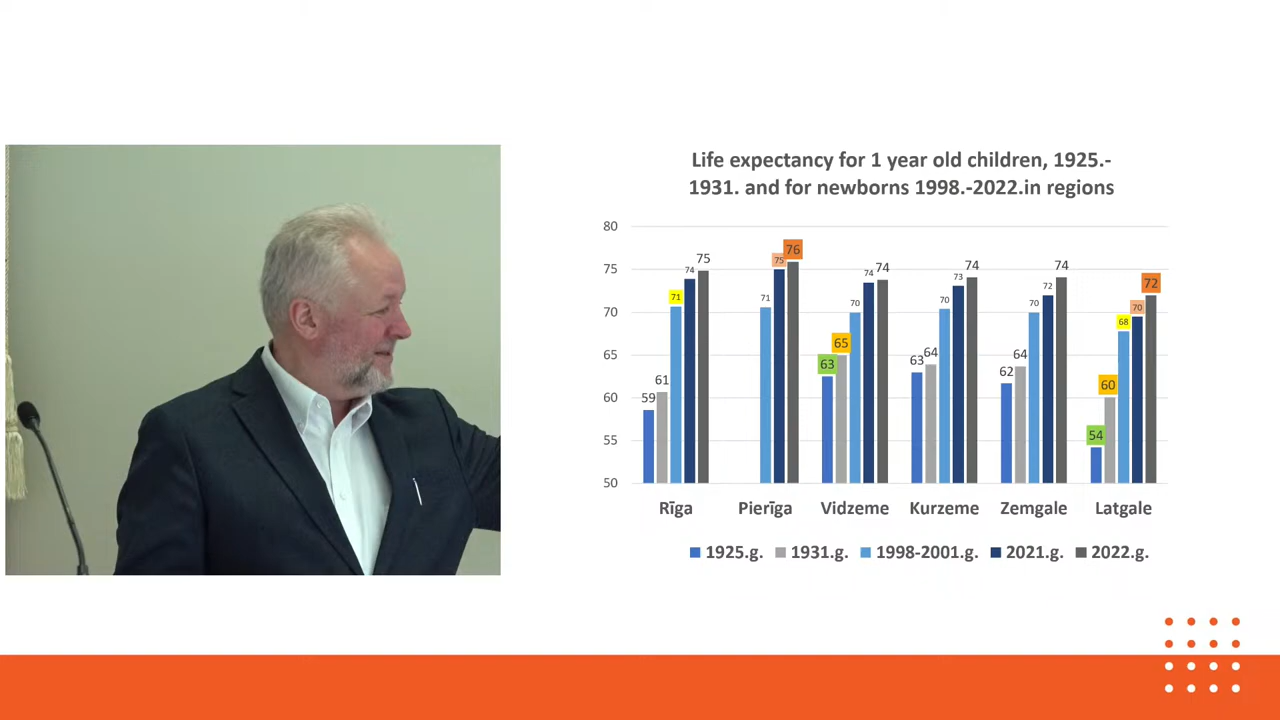 Life expectancy for 1 year old children, 1925.-
1931. and for newborns 1998.-2022.in regions
80
75
70
65
60
55
50
59 61 71 74 75
71 75 76
63 65 70 74 74
63 64 70 73 74
62 64 70 72 74
54 60 68 70 72
Rīga Pierīga Vidzeme Kurzeme Zemgale Latgale
1925.g. 1931.g. 1998-2001.g. 2021.g. 2022.g.